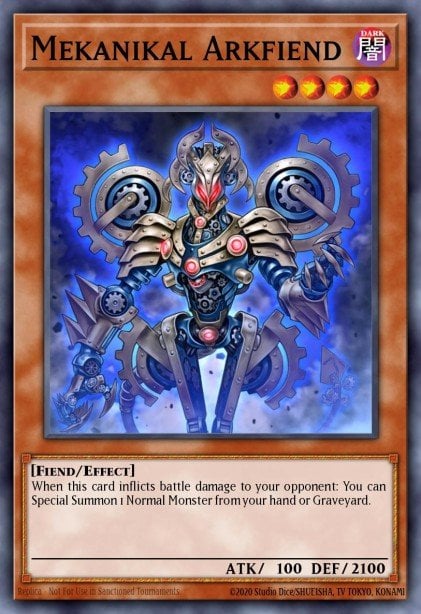 Mekanikal Arkfiend
DARK
闇
[Fiend/Effect]
When this card inflicts battle damage to your opponent: You can
Special Summon 1 Normal Monster from your hand or Graveyard.
ATK/ 100 DEF/2100
Replica - Not For Use in Sanctioned Tournaments.
©2020 Studio Dice/SHUEISHA, TV TOKYO, KONAMI